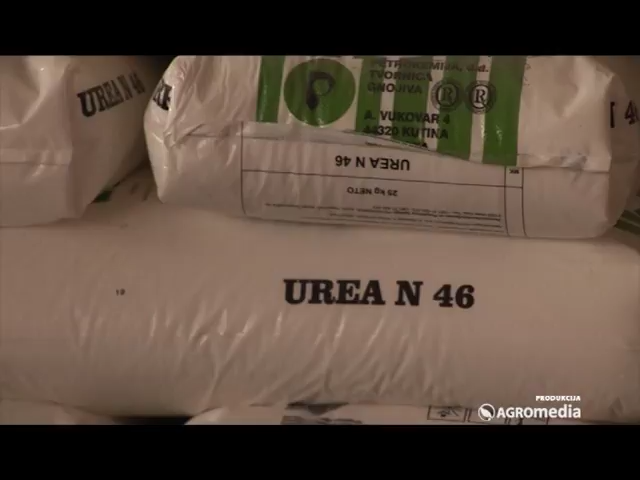 UREA N 46
PETROKEMIJA, d.d.
TVORNICA
GNOJIVA
® ®
A. VUKOVAR 4
44320 KUTINA
UREA N 46
25 kg NETO
UREA N 46
PRODUKCIJA
AGROMEDIA